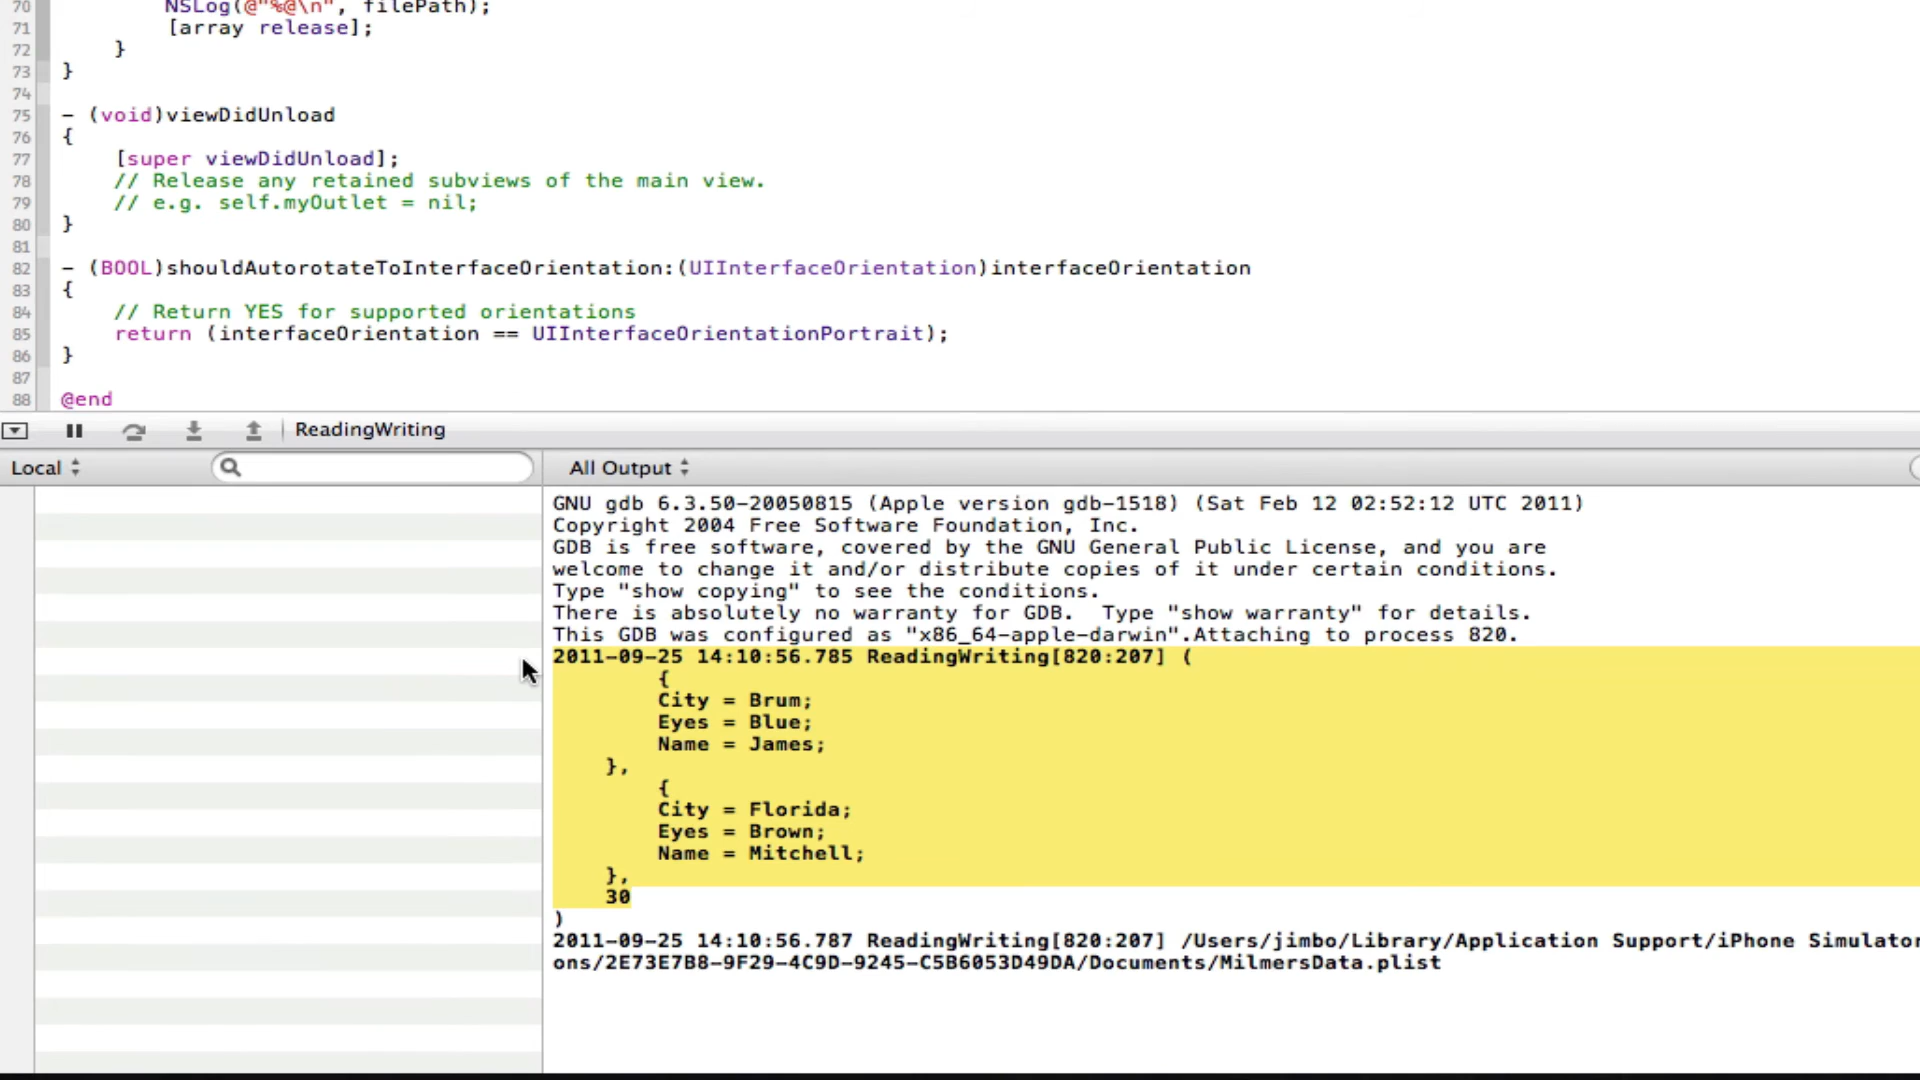 70 NSLog(@"%@\n", filePath);
71 [array release];
72 }
73 }
74
75 - (void)viewDidUnload
76 {
77 [super viewDidUnload];
78 // Release any retained subviews of the main view.
79 // e.g. self.myOutlet = nil;
80 }
81
82 - (BOOL)shouldAutorotateToInterfaceOrientation:(UIInterfaceOrientation)interfaceOrientation
83 {
84 // Return YES for supported orientations
85 return (interfaceOrientation == UIInterfaceOrientationPortrait);
86 }
87
88 @end
ReadingWriting
Local
All Output
GNU gdb 6.3.50-20050815 (Apple version gdb-1518) (Sat Feb 12 02:52:12 UTC 2011)
Copyright 2004 Free Software Foundation, Inc.
GDB is free software, covered by the GNU General Public License, and you are
welcome to change it and/or distribute copies of it under certain conditions.
Type "show copying" to see the conditions.
There is absolutely no warranty for GDB.  Type "show warranty" for details.
This GDB was configured as "x86_64-apple-darwin".Attaching to process 820.
2011-09-25 14:10:56.785 ReadingWriting[820:207] (
{
City = Brum;
Eyes = Blue;
Name = James;
},
{
City = Florida;
Eyes = Brown;
Name = Mitchell;
},
30
)
2011-09-25 14:10:56.787 ReadingWriting[820:207] /Users/jimbo/Library/Application Support/iPhone Simulator
ons/2E73E7B8-9F29-4C9D-9245-C5B6053D49DA/Documents/MilmersData.plist